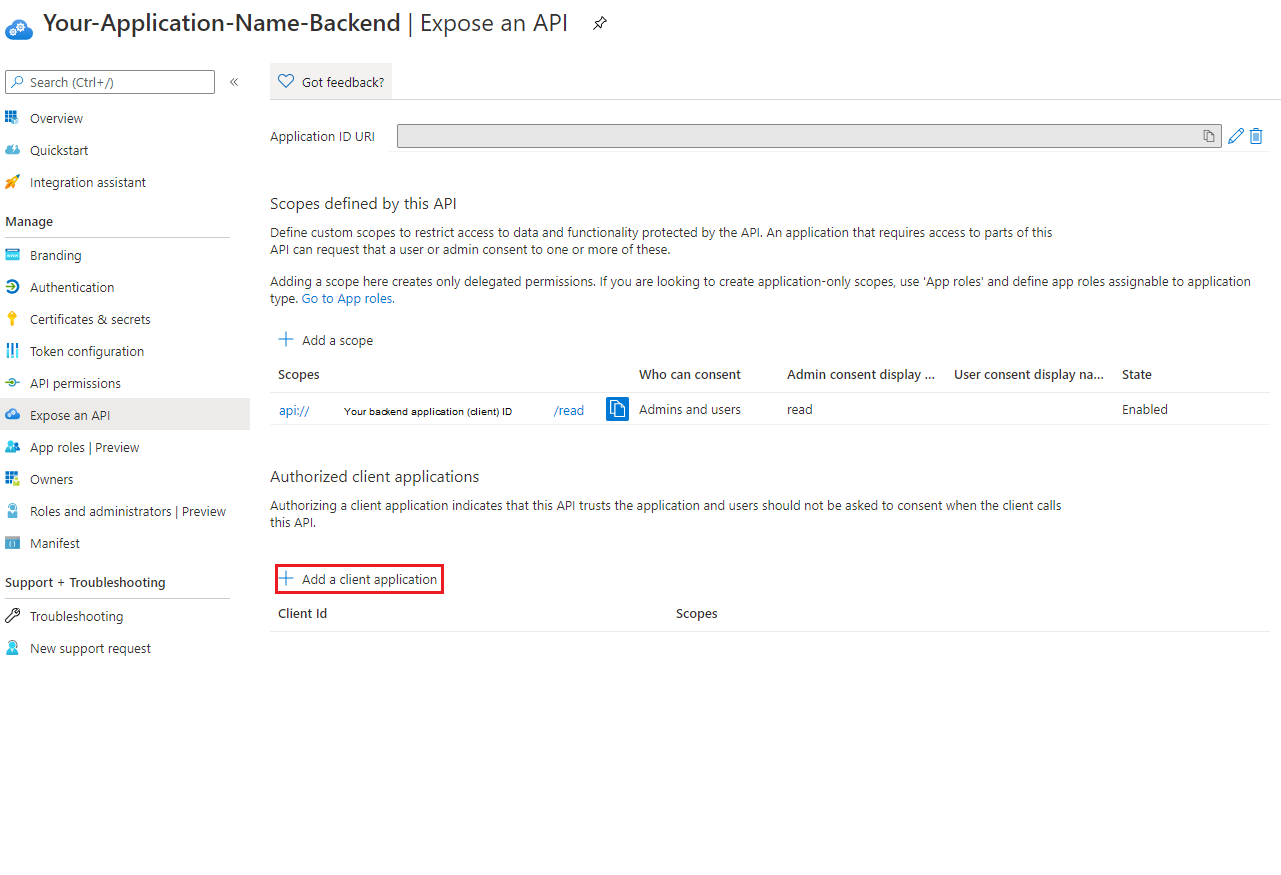 Your-Application-Name-Backend | Expose an API
Search (Ctrl+/)
«
Overview
Quickstart
Integration assistant
Manage
Branding
Authentication
Certificates & secrets
Token configuration
API permissions
Expose an API
App roles | Preview
Owners
Roles and administrators | Preview
Manifest
Support + Troubleshooting
Troubleshooting
New support request
Got feedback?
Application ID URI
Scopes defined by this API
Define custom scopes to restrict access to data and functionality protected by the API. An application that requires access to parts of this
API can request that a user or admin consent to one or more of these.
Adding a scope here creates only delegated permissions. If you are looking to create application-only scopes, use 'App roles' and define app roles assignable to application
type. Go to App roles.
Add a scope
Scopes Who can consent Admin consent display ... User consent display na... State
api:// Your backend application (client) ID /read Admins and users read Enabled
Authorized client applications
Authorizing a client application indicates that this API trusts the application and users should not be asked to consent when the client calls
this API.
Add a client application
Client Id Scopes